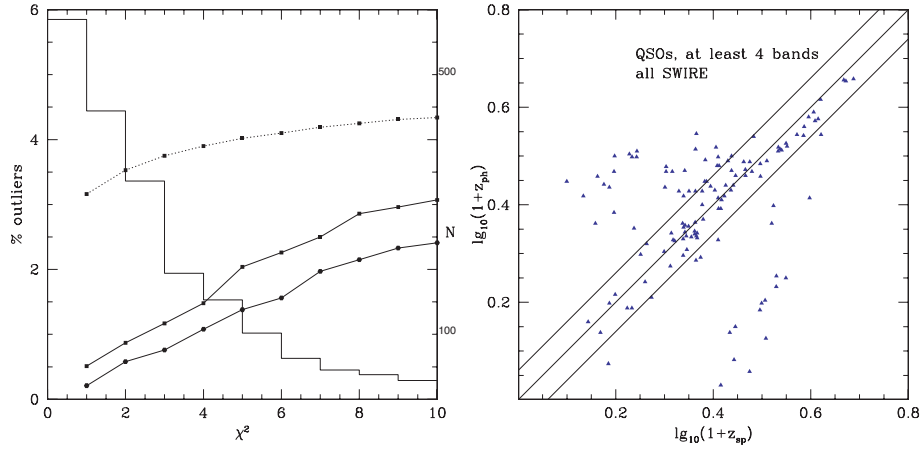 6
4
2
0
% outliers
0
2
4
6
8
10
χ²
500
N
100
0.8
0.6
0.4
0.2
lg₁₀(1+z_ph)
QSOs, at least 4 bands
all SWIRE
0.2
0.4
0.6
0.8
lg₁₀(1+z_sp)